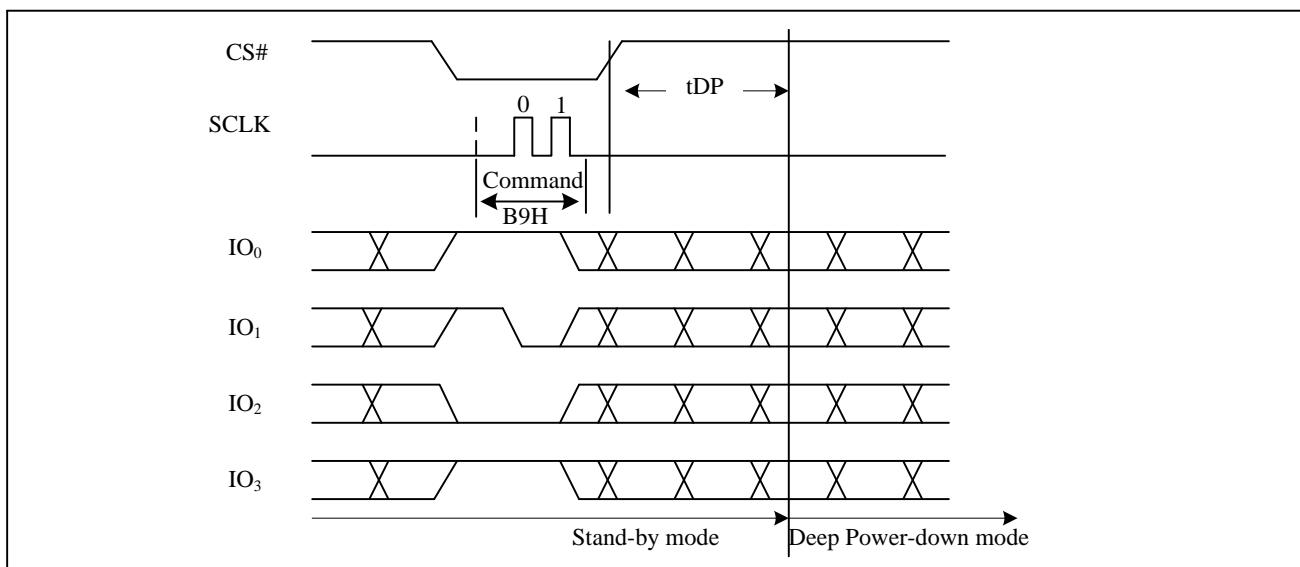 CS#
tDP
0 1
SCLK
Command
B9H
IO₀
IO₁
IO₂
IO₃
Stand-by mode Deep Power-down mode